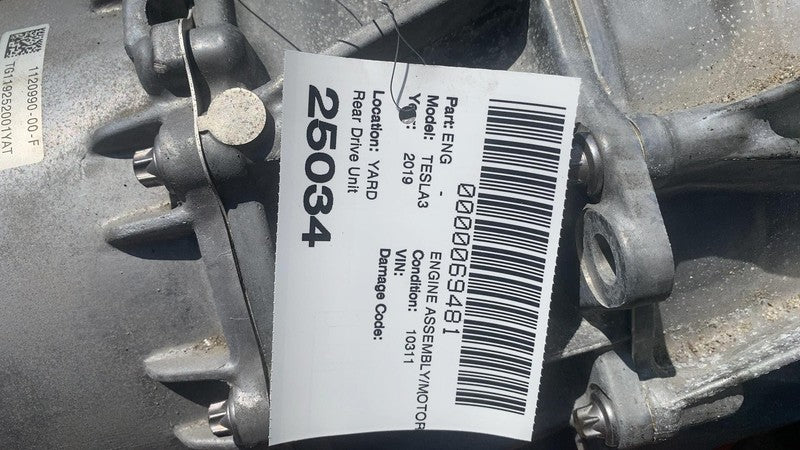 1120990-00-F
TG119252001YAT
0000069481
Part: ENG - ENGINE ASSEMBLY/MOTOR
Model: TESLA3 Condition: 10311
2019 VIN:
Damage Code:
Location: YARD
Rear Drive Unit
25034